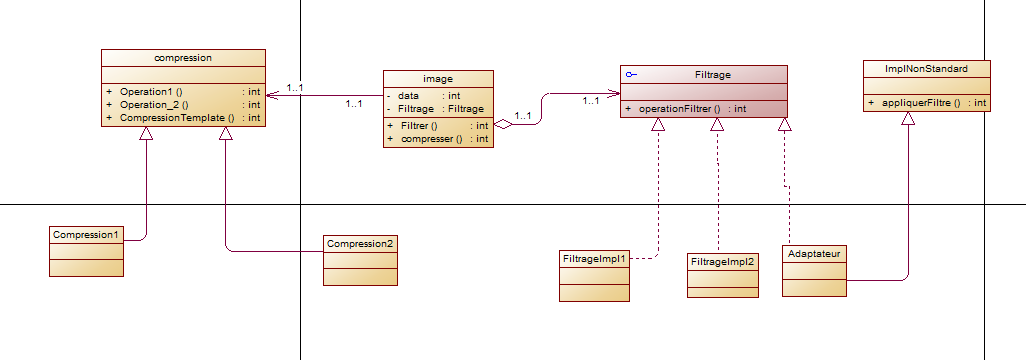 compression
+ Operation1 () : int
+ Operation_2 () : int
+ CompressionTemplate () : int
1..1
1..1
image
- data : int
- Filtrage : Filtrage
+ Filtrer () : int
+ compresser () : int
1..1
1..1
Filtrage
+ operationFiltrer () : int
ImplNonStandard
+ appliquerFiltre () : int
Compression1
Compression2
FiltrageImpl1
FiltrageImpl2
Adaptateur